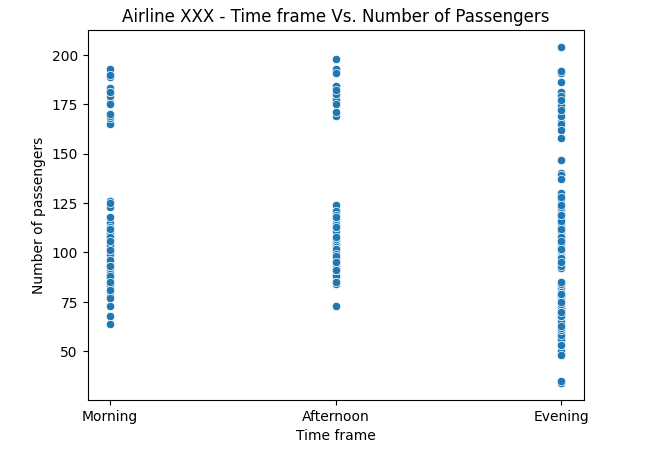 Airline XXX - Time frame Vs. Number of Passengers
200
175
150
125
100
75
50
Number of passengers
Morning Afternoon Evening
Time frame